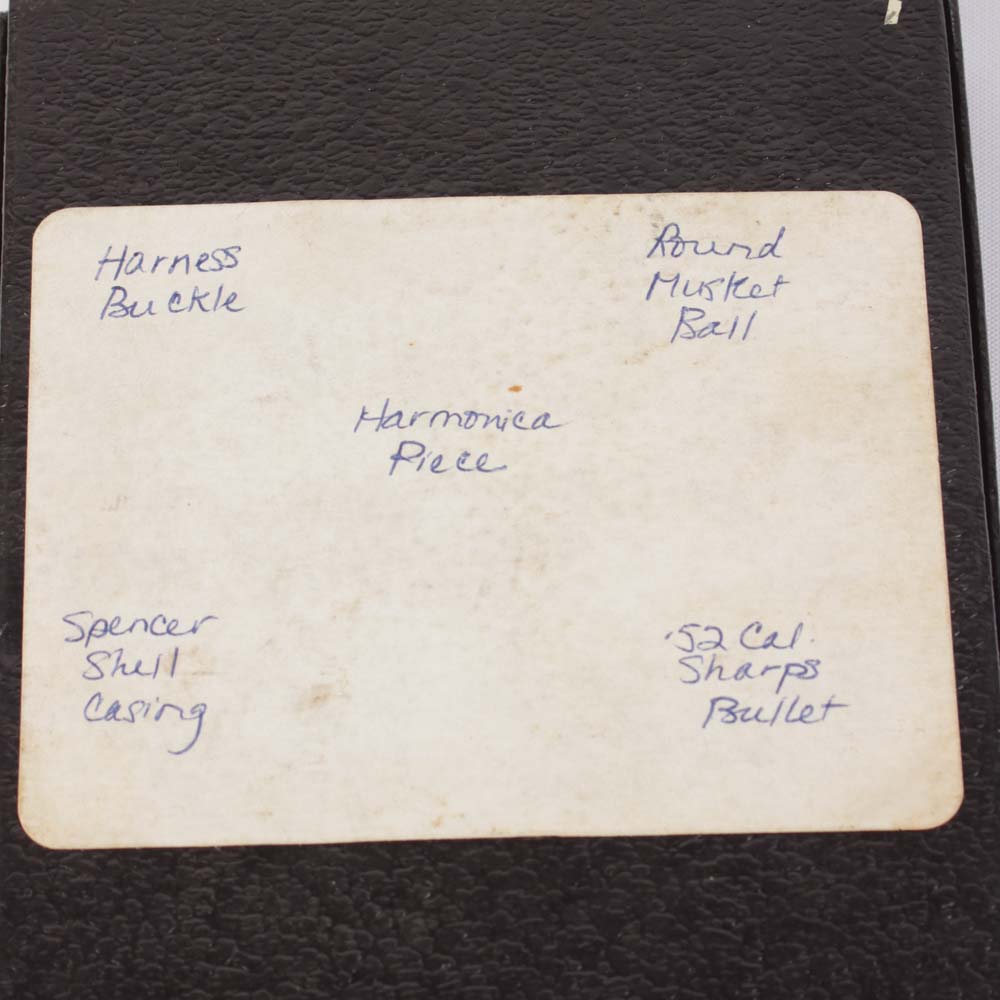 Harness
Buckle
Round
Musket
Ball
Harmonica
Piece
Spencer
Shell
Casing
.52 Cal.
Sharps
Bullet